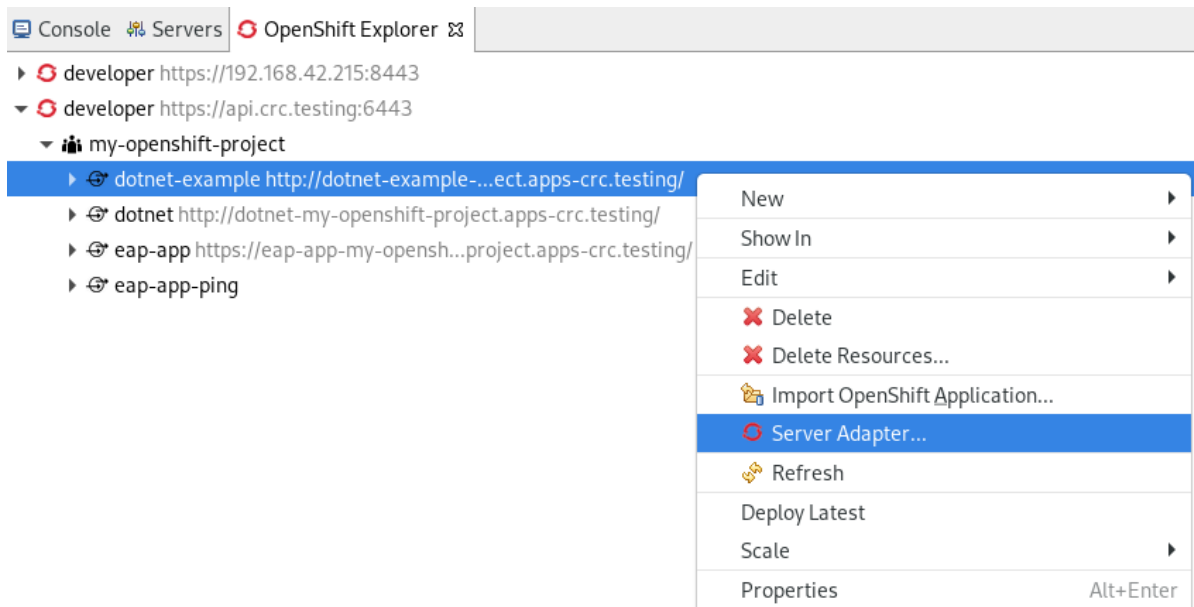 Console Servers OpenShift Explorer
developer https://192.168.42.215:8443
developer https://api.crc.testing:6443
my-openshift-project
dotnet-example http://dotnet-example-...ect.apps-crc.testing/
dotnet http://dotnet-my-openshift-project.apps-crc.testing/
eap-app https://eap-app-my-opensh...project.apps-crc.testing/
eap-app-ping
New
Show In
Edit
Delete
Delete Resources...
Import OpenShift Application...
Server Adapter...
Refresh
Deploy Latest
Scale
Properties Alt+Enter